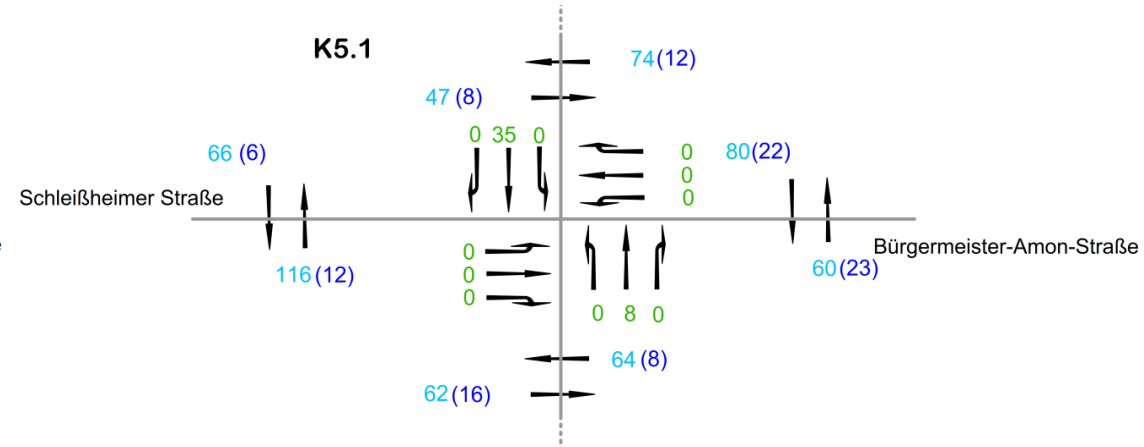 K5.1
74(12)
47 (8)
0 35 0
66 (6)
0
80(22)
0
0
Schleißheimer Straße
e
Bürgermeister-Amon-Straße
0
0
0
116(12)
60(23)
0 8 0
64 (8)
62(16)